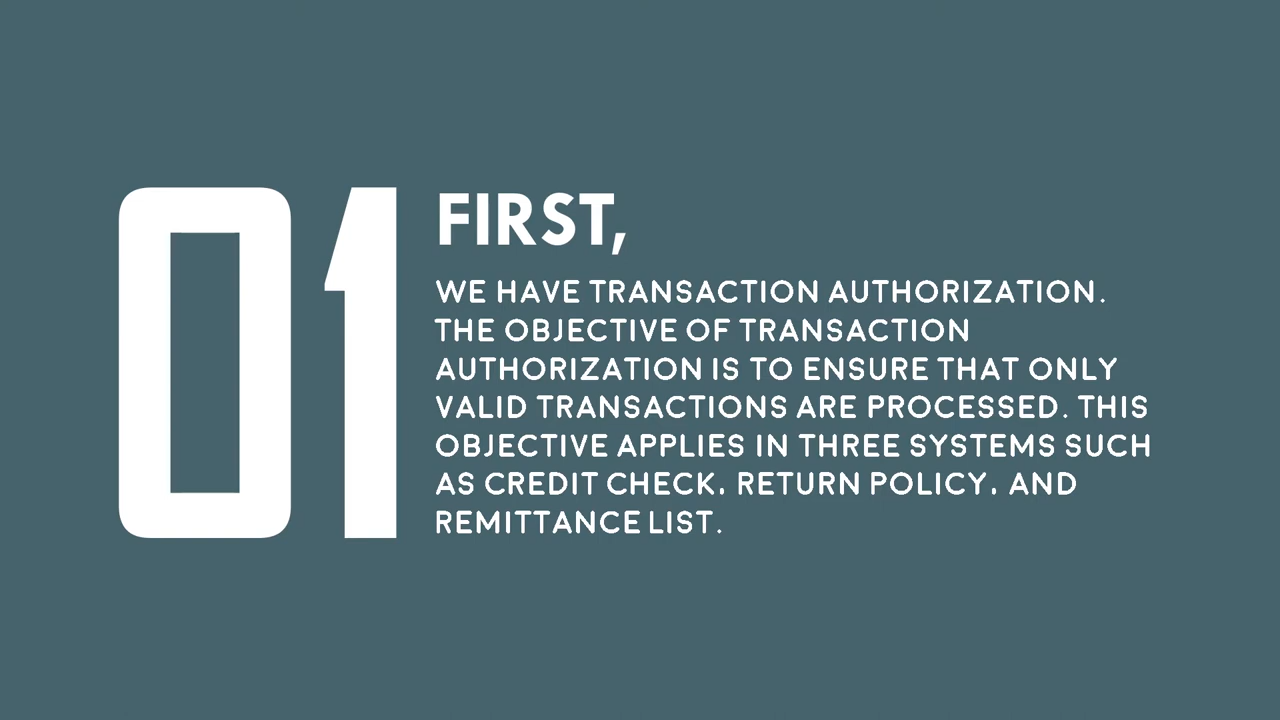 01
FIRST,
WE HAVE TRANSACTION AUTHORIZATION.
THE OBJECTIVE OF TRANSACTION
AUTHORIZATION IS TO ENSURE THAT ONLY
VALID TRANSACTIONS ARE PROCESSED. THIS
OBJECTIVE APPLIES IN THREE SYSTEMS SUCH
AS CREDIT CHECK, RETURN POLICY, AND
REMITTANCE LIST.